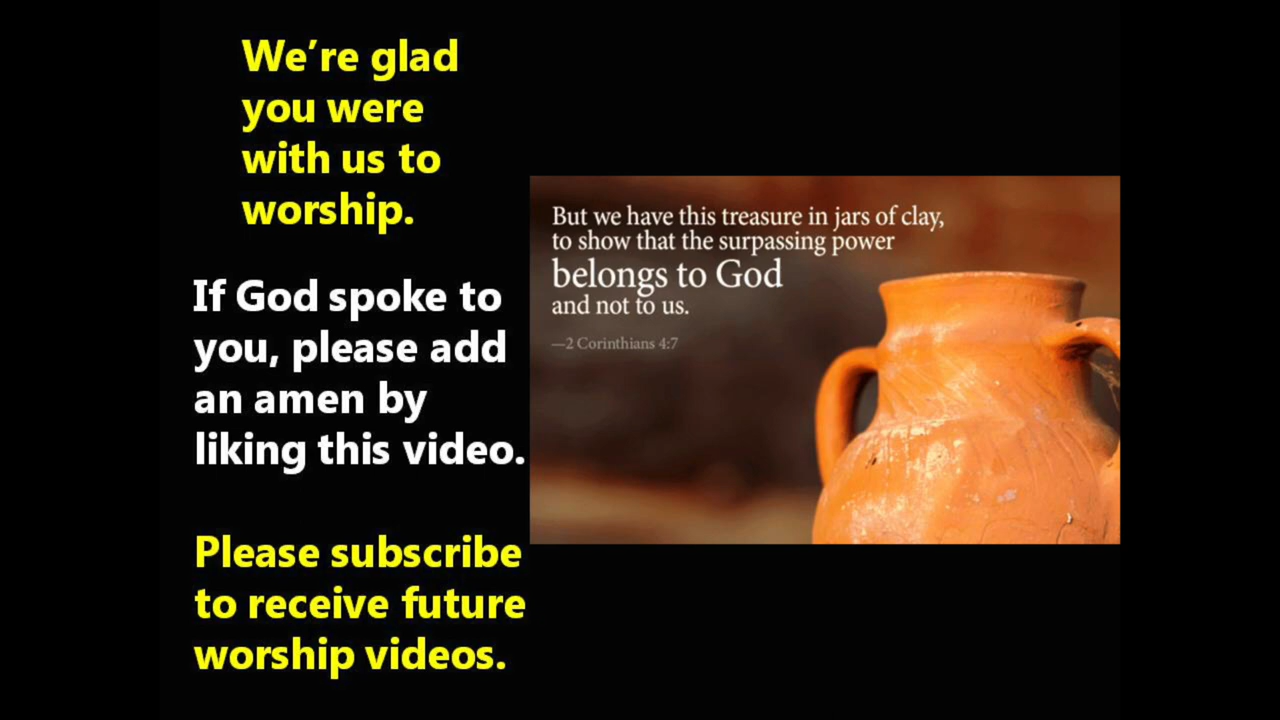 We’re glad
you were
with us to
worship.
If God spoke to
you, please add
an amen by
liking this video.
Please subscribe
to receive future
worship videos.
But we have this treasure in jars of clay,
to show that the surpassing power
belongs to God
and not to us.
—2 Corinthians 4:7